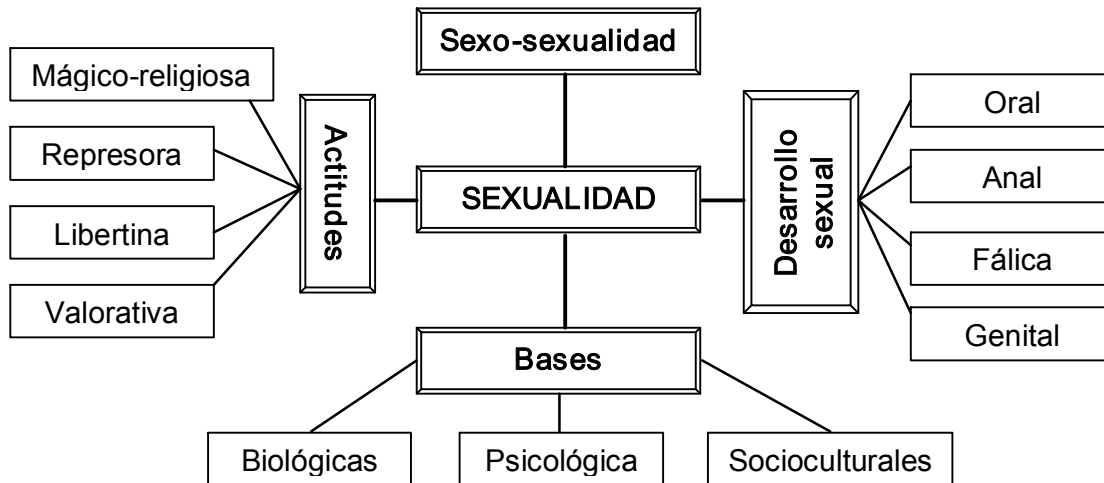 Sexo-sexualidad
Mágico-religiosa
Represora
Libertina
Valorativa
Actitudes
SEXUALIDAD
Desarrollo
sexual
Oral
Anal
Fálica
Genital
Bases
Biológicas
Psicológica
Socioculturales